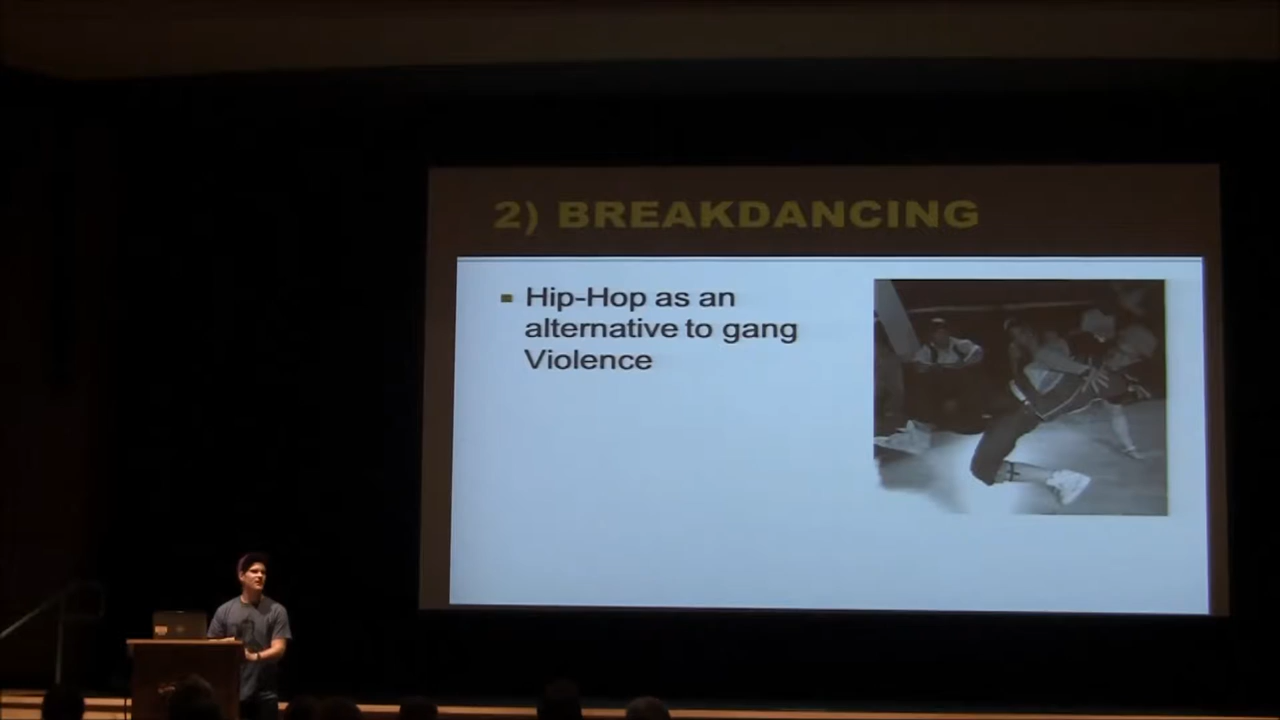 2) BREAKDANCING
Hip-Hop as an
alternative to gang
Violence